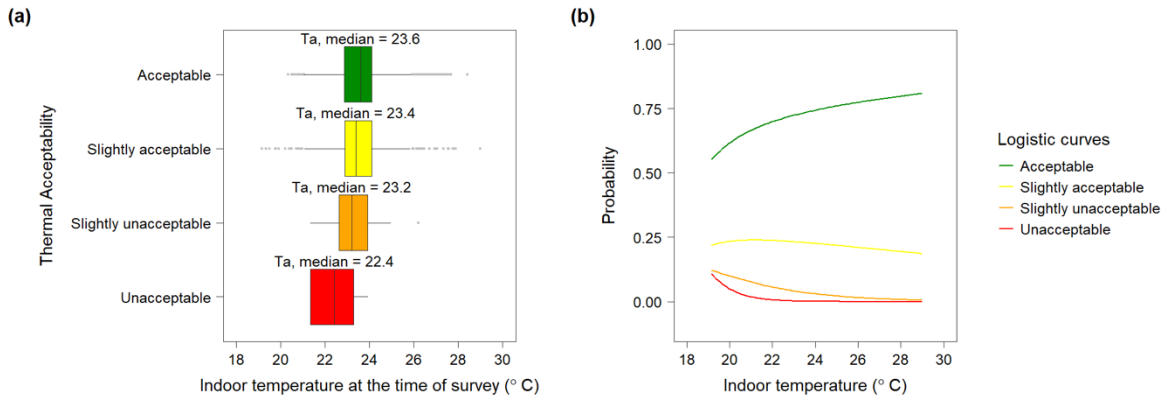 (a)
Ta, median = 23.6
Acceptable
Ta, median = 23.4
Slightly acceptable
Ta, median = 23.2
Slightly unacceptable
Ta, median = 22.4
Unacceptable
Thermal Acceptability
18 20 22 24 26 28 30
Indoor temperature at the time of survey (° C)
(b)
1.00
0.75
0.50
0.25
0.00
Probability
18 20 22 24 26 28 30
Indoor temperature (° C)
Logistic curves
Acceptable
Slightly acceptable
Slightly unacceptable
Unacceptable